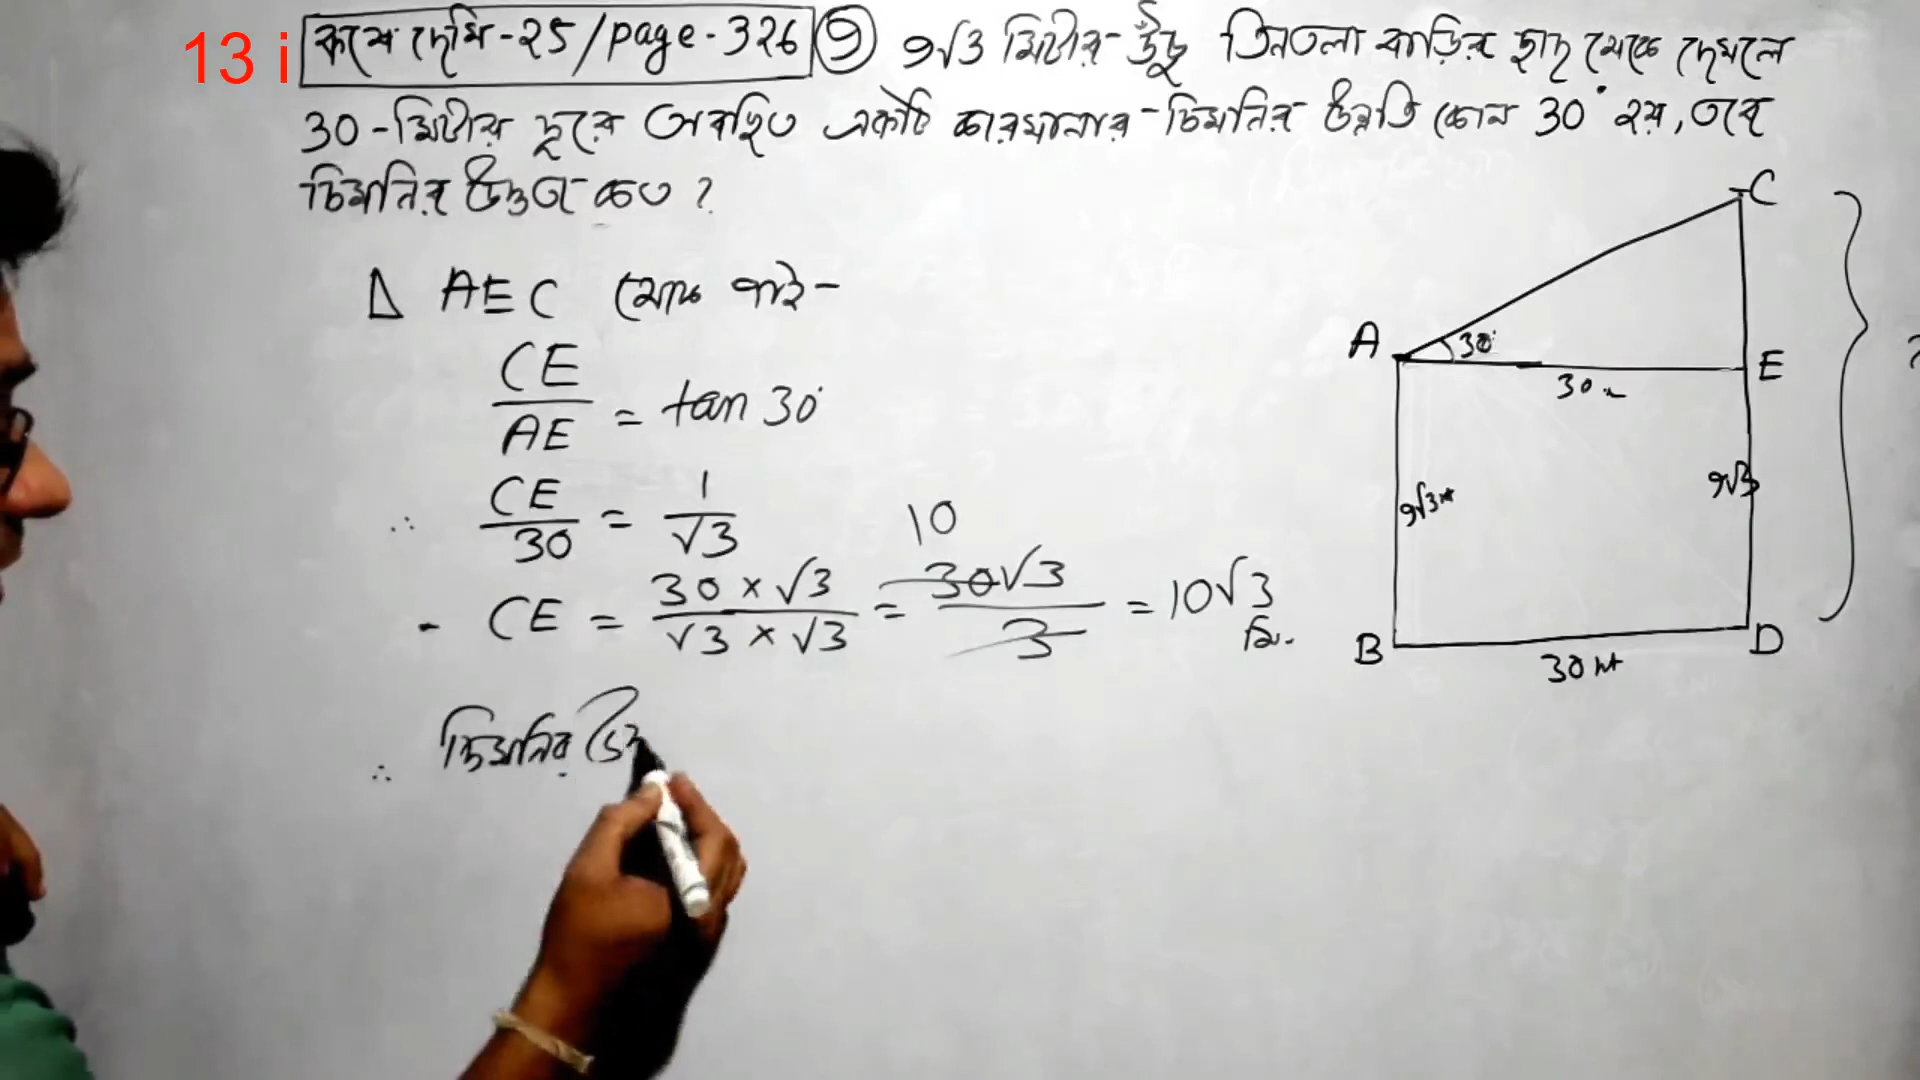 13 i কষে দেখি-25/page-326 9 9√3 মিটার উঁচু তিনতলা বাড়ির ছাদ থেকে দেখলে
30 - মিটার দূরে অবস্থিত একটি কারখানার চিমনির উন্নতি কোন 30° হয়, তবে
চিমনির উচ্চতা কত ?
Δ AEC থেকে পাই-
CE/AE = tan 30°
∴ CE/30 = 1/√3
CE = 30 × √3/√3 × √3 = 30√3/3 = 10√3 মি.
10
∴ চিমনির
C
A 30° E
30
9√3 9√3
B D
30 m
?